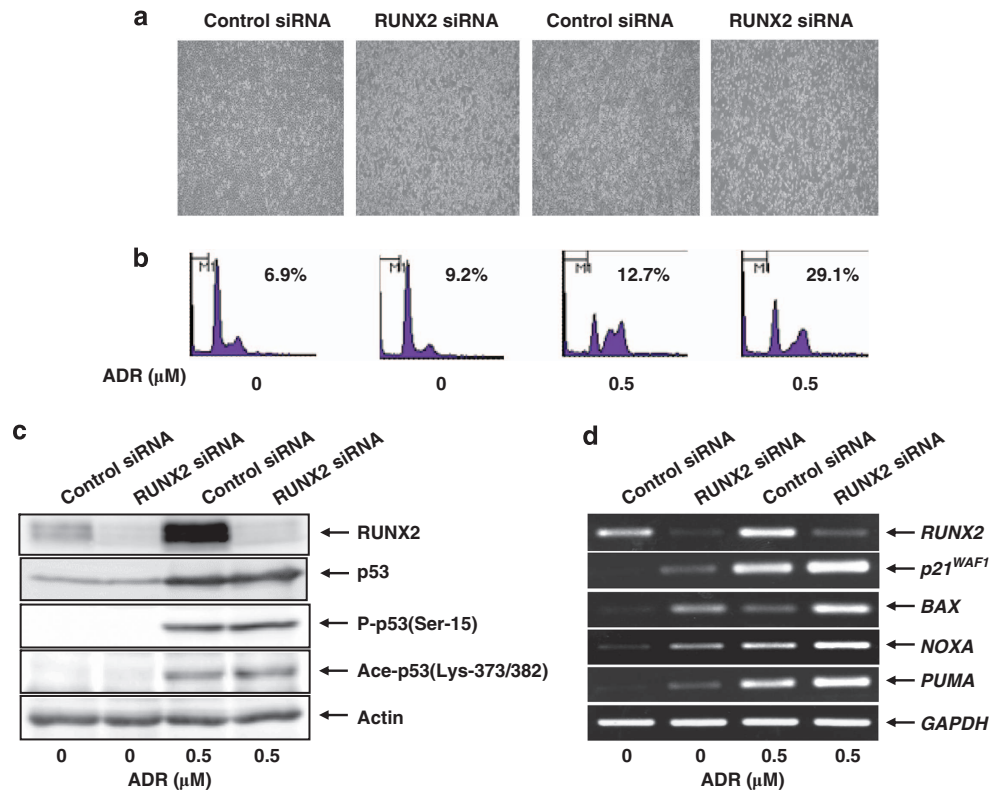 a
Control siRNA RUNX2 siRNA Control siRNA RUNX2 siRNA
b
M1 6.9% M1 9.2% M1 12.7% M1 29.1%
ADR (μM) 0 0 0.5 0.5
c
Control siRNA RUNX2 siRNA Control siRNA RUNX2 siRNA
RUNX2
p53
P-p53(Ser-15)
Ace-p53(Lys-373/382)
Actin
0 0 0.5 0.5
ADR (μM)
d
Control siRNA RUNX2 siRNA Control siRNA RUNX2 siRNA
RUNX2
p21WAF1
BAX
NOXA
PUMA
GAPDH
0 0 0.5 0.5
ADR (μM)